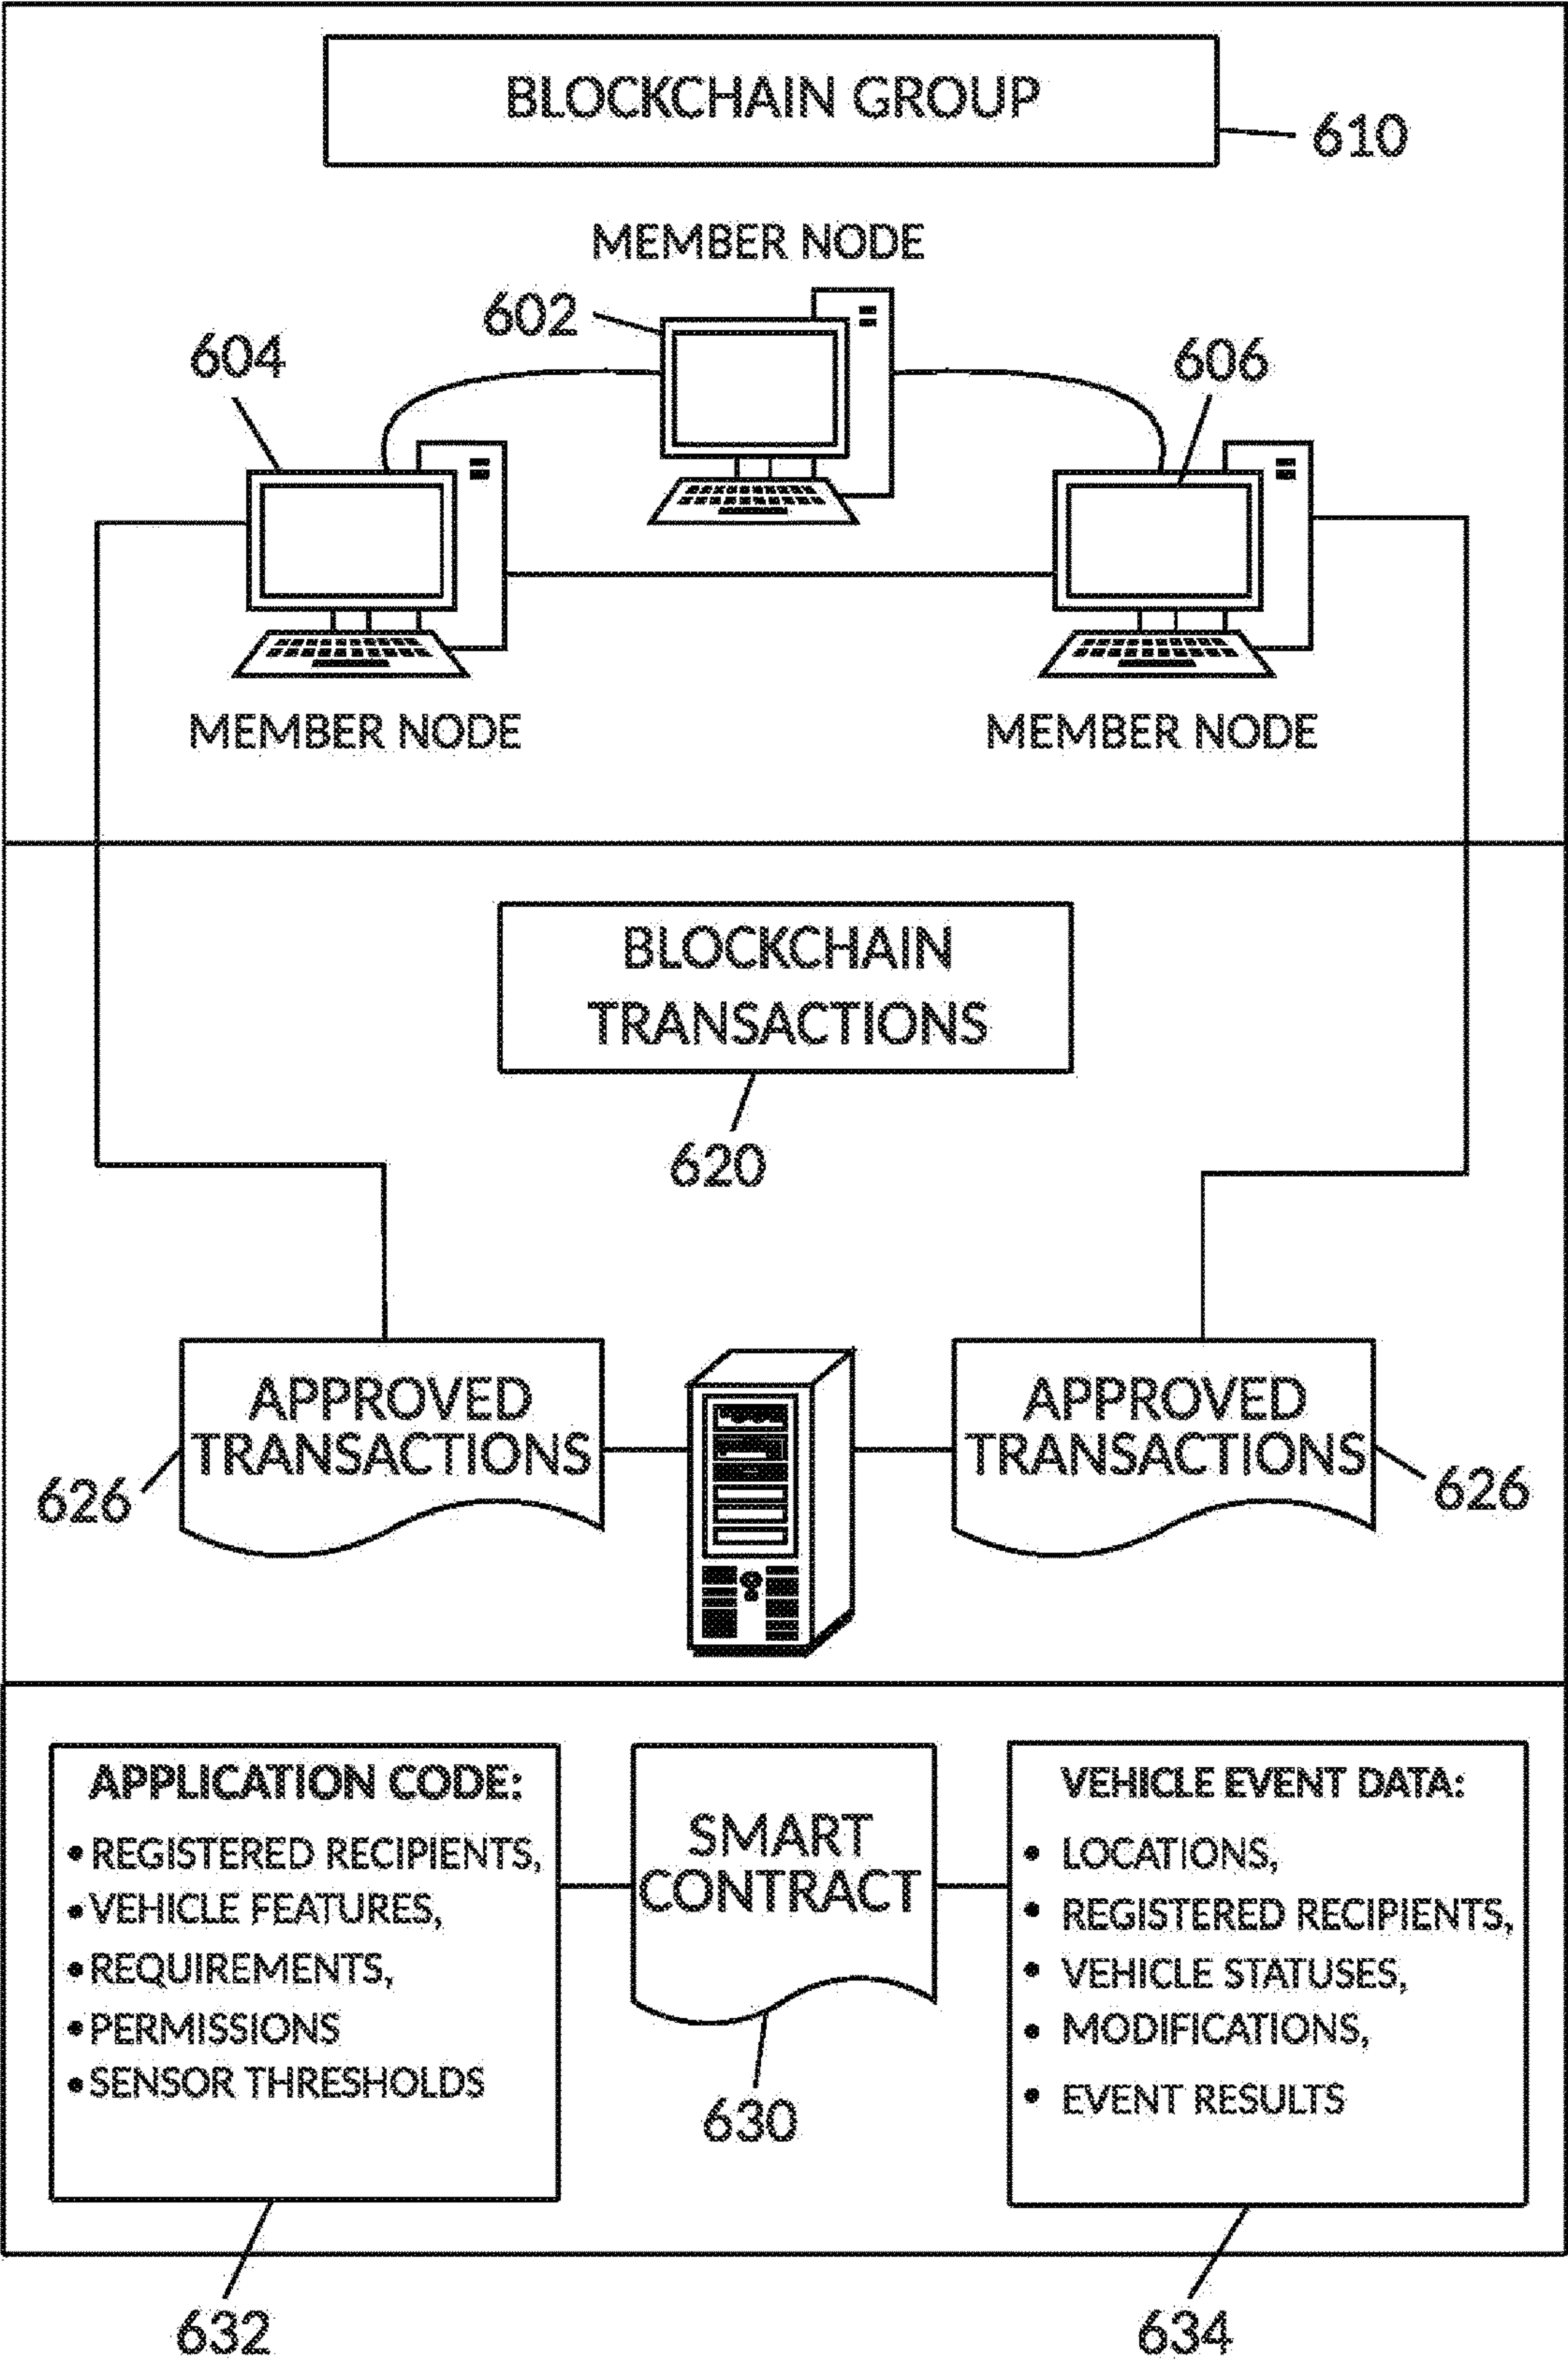 BLOCKCHAIN GROUP
610
MEMBER NODE
602
604
606
MEMBER NODE
MEMBER NODE
BLOCKCHAIN
TRANSACTIONS
620
APPROVED
TRANSACTIONS
626
APPROVED
TRANSACTIONS
626
APPLICATION CODE:
• REGISTERED RECIPIENTS,
• VEHICLE FEATURES,
• REQUIREMENTS,
• PERMISSIONS
• SENSOR THRESHOLDS
632
SMART
CONTRACT
630
VEHICLE EVENT DATA:
• LOCATIONS,
• REGISTERED RECIPIENTS,
• VEHICLE STATUSES,
• MODIFICATIONS,
• EVENT RESULTS
634